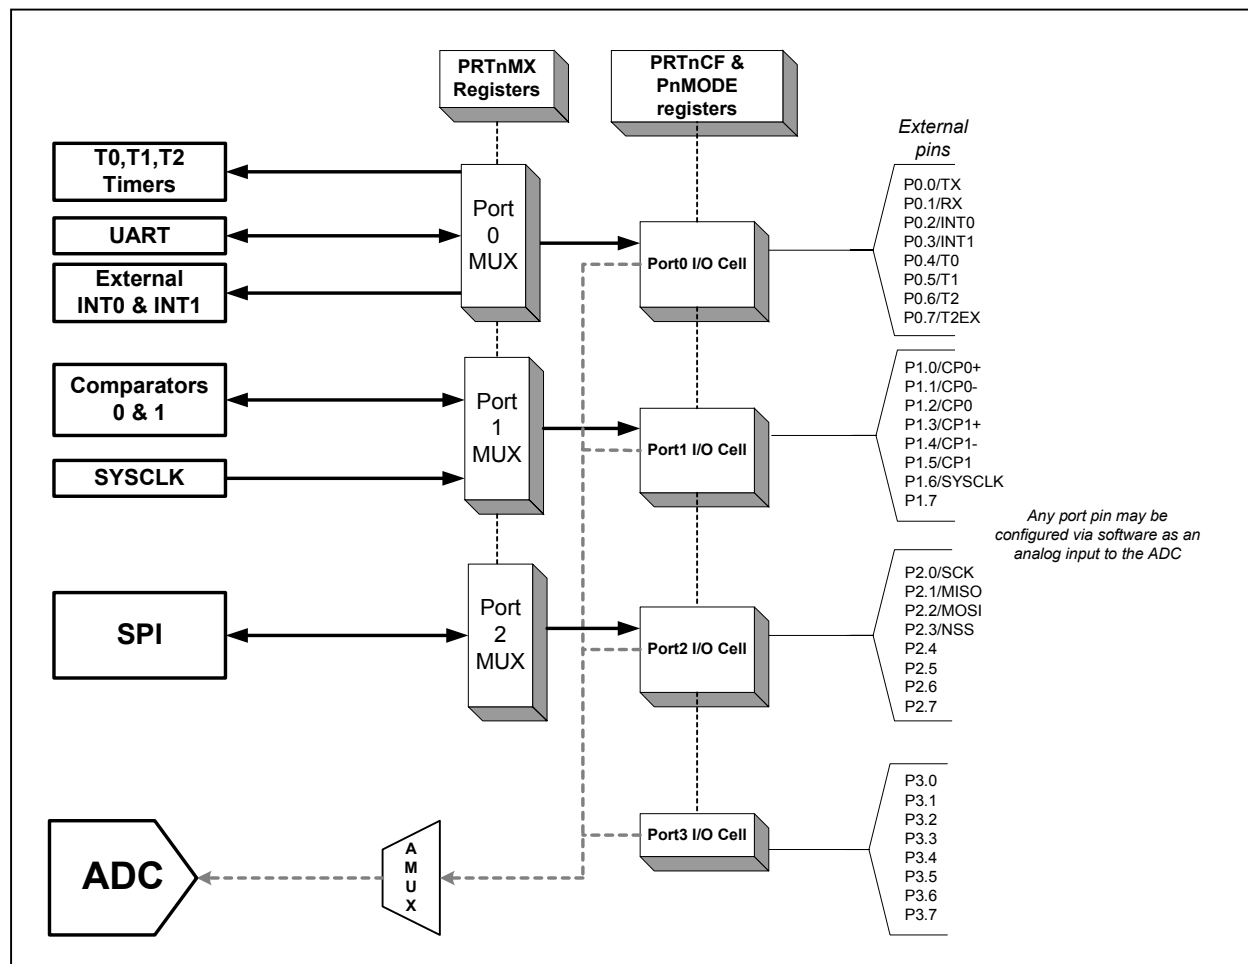 PRTnMX
Registers
PRTnCF &
PnMODE
registers
External
pins
T0,T1,T2
Timers
UART
External
INT0 & INT1
Port
0
MUX
Port0 I/O Cell
P0.0/TX
P0.1/RX
P0.2/INT0
P0.3/INT1
P0.4/T0
P0.5/T1
P0.6/T2
P0.7/T2EX
Comparators
0 & 1
SYSCLK
Port
1
MUX
Port1 I/O Cell
P1.0/CP0+
P1.1/CP0-
P1.2/CP0
P1.3/CP1+
P1.4/CP1-
P1.5/CP1
P1.6/SYSCLK
P1.7
Any port pin may be
configured via software as an
analog input to the ADC
SPI
Port
2
MUX
Port2 I/O Cell
P2.0/SCK
P2.1/MISO
P2.2/MOSI
P2.3/NSS
P2.4
P2.5
P2.6
P2.7
ADC
A
M
U
X
Port3 I/O Cell
P3.0
P3.1
P3.2
P3.3
P3.4
P3.5
P3.6
P3.7